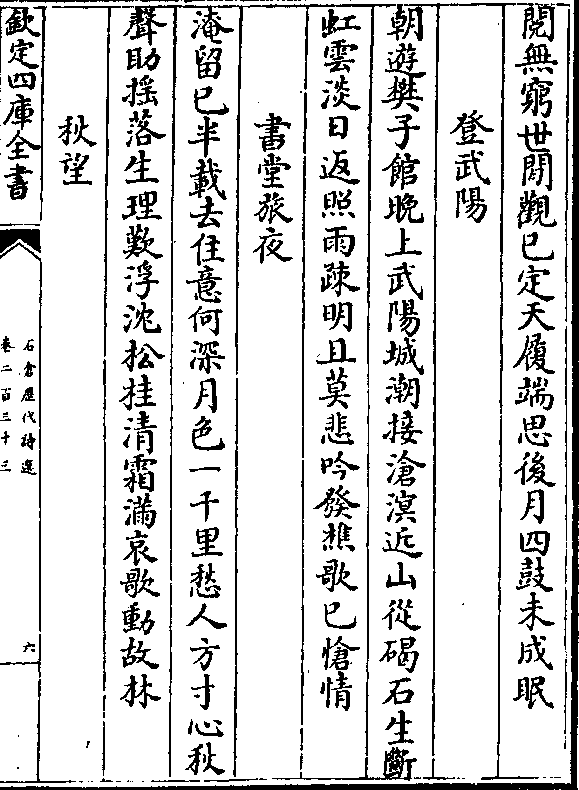 閱無窮世閒觀已定天履端思後月四鼓未成眠
登武陽
朝遊樊子館晚上武陽城潮接滄溟近山從碣石生斷
虹雲淡日返照雨疎明且莫悲吟發樵歌已愴情
書堂旅夜
淹留已半載去住意何深月色一千里愁人方寸心秋
聲助摇落生理歎浮沈松桂清霜滿哀歌動故林
秋望
欽定四庫全書
石倉歴代詩選
卷二百三十三
六